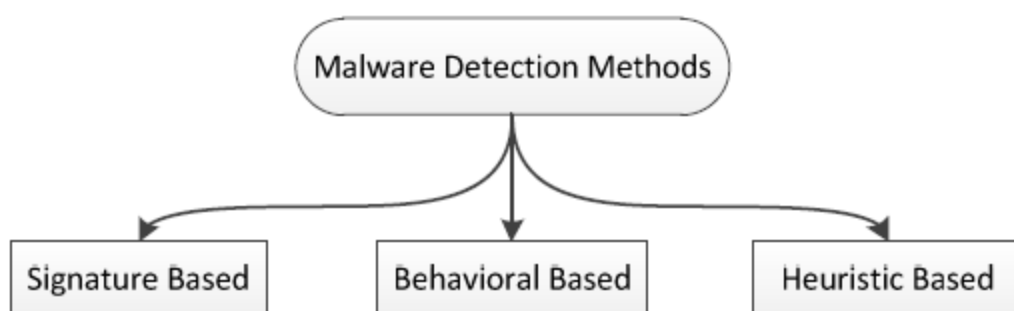 Malware Detection Methods
Signature Based
Behavioral Based
Heuristic Based